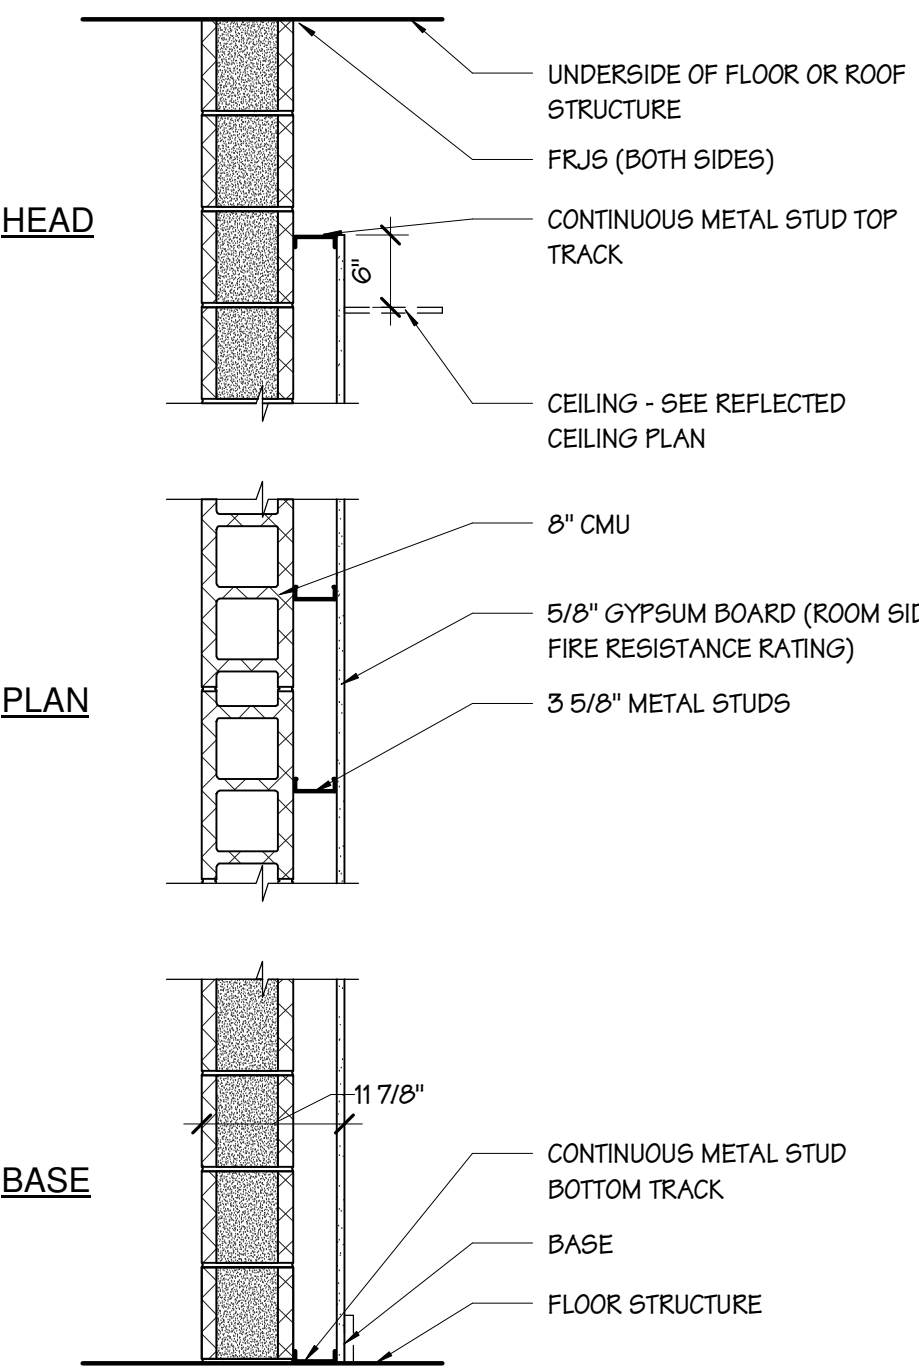 UNDERSIDE OF FLOOR OR ROOF
STRUCTURE
FRJS (BOTH SIDES)
HEAD
CONTINUOUS METAL STUD TOP
TRACK
6"
CEILING - SEE REFLECTED
CEILING PLAN
8" CMU
5/8" GYPSUM BOARD (ROOM
FIRE RESISTANCE RATING)
PLAN
3 5/8" METAL STUDS
11 7/8"
CONTINUOUS METAL STUD
BOTTOM TRACK
BASE
BASE
FLOOR STRUCTURE